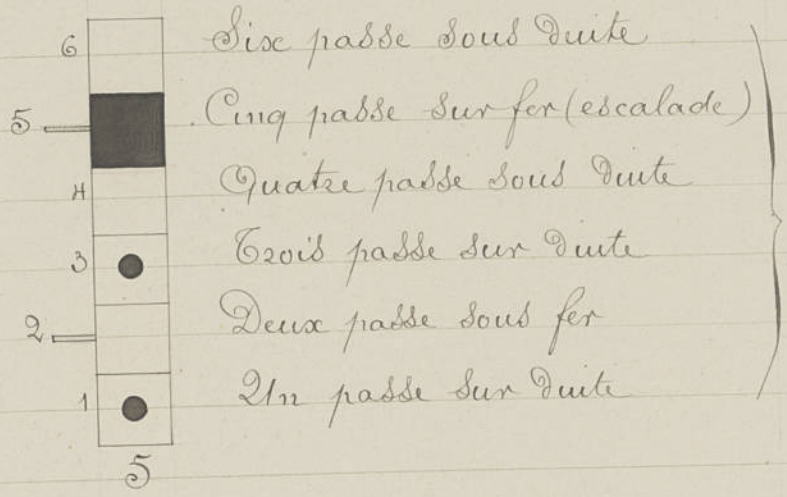 6 Six passe sous duite
5 Cinq passe sur fer (escalade)
4 Quatre passe sous duite
3 Trois passe sur duite
2 Deux passe sous fer
1 Un passe sur duite
5